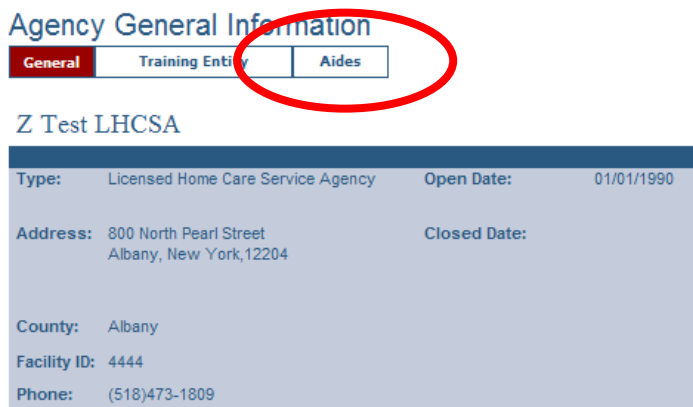 Agency General Information
General Training Entity Aides
Z Test LHCSA
Type: Licensed Home Care Service Agency Open Date: 01/01/1990
Address: 800 North Pearl Street Closed Date:
Albany, New York,12204
County: Albany
Facility ID: 4444
Phone: (518)473-1809